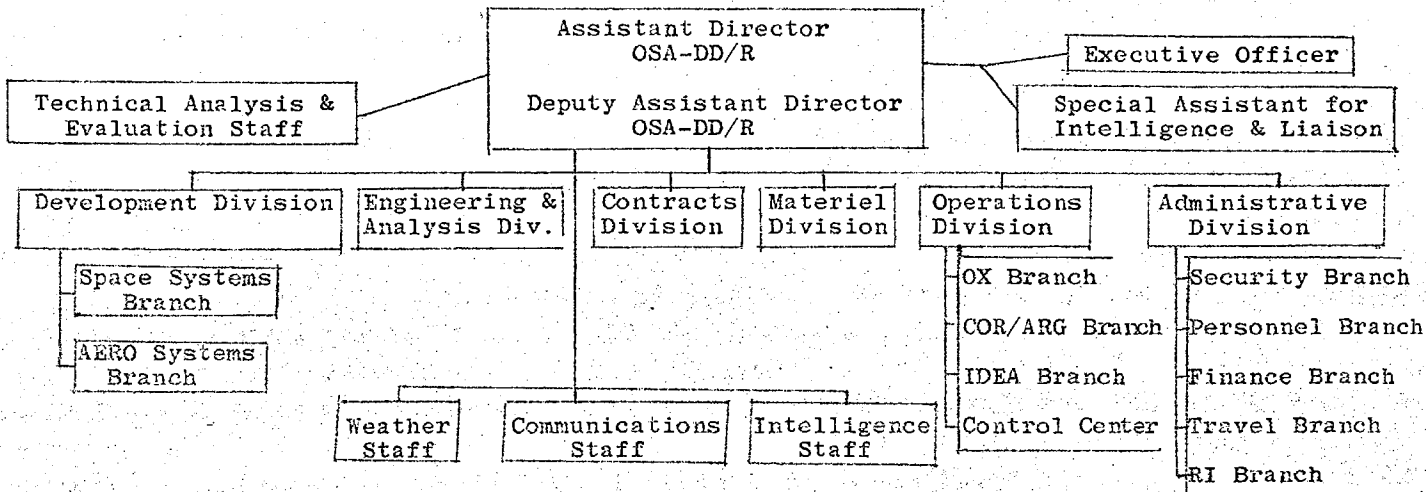 Assistant Director
OSA-DD/R
Deputy Assistant Director
OSA-DD/R
Executive Officer
Technical Analysis &
Evaluation Staff
Special Assistant for
Intelligence & Liaison
Development Division
Engineering &
Analysis Div.
Contracts
Division
Materiel
Division
Operations
Division
Administrative
Division
Space Systems
Branch
AERO Systems
Branch
OX Branch
COR/ARG Branch
IDEA Branch
Control Center
Security Branch
Personnel Branch
Finance Branch
Travel Branch
RI Branch
Weather
Staff
Communications
Staff
Intelligence
Staff